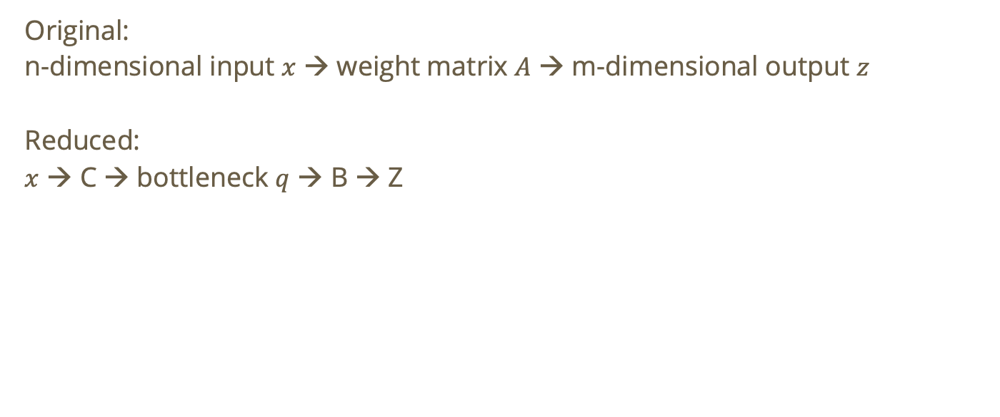 Original:
n-dimensional input x → weight matrix A → m-dimensional output z
Reduced:
x → C → bottleneck q → B → Z